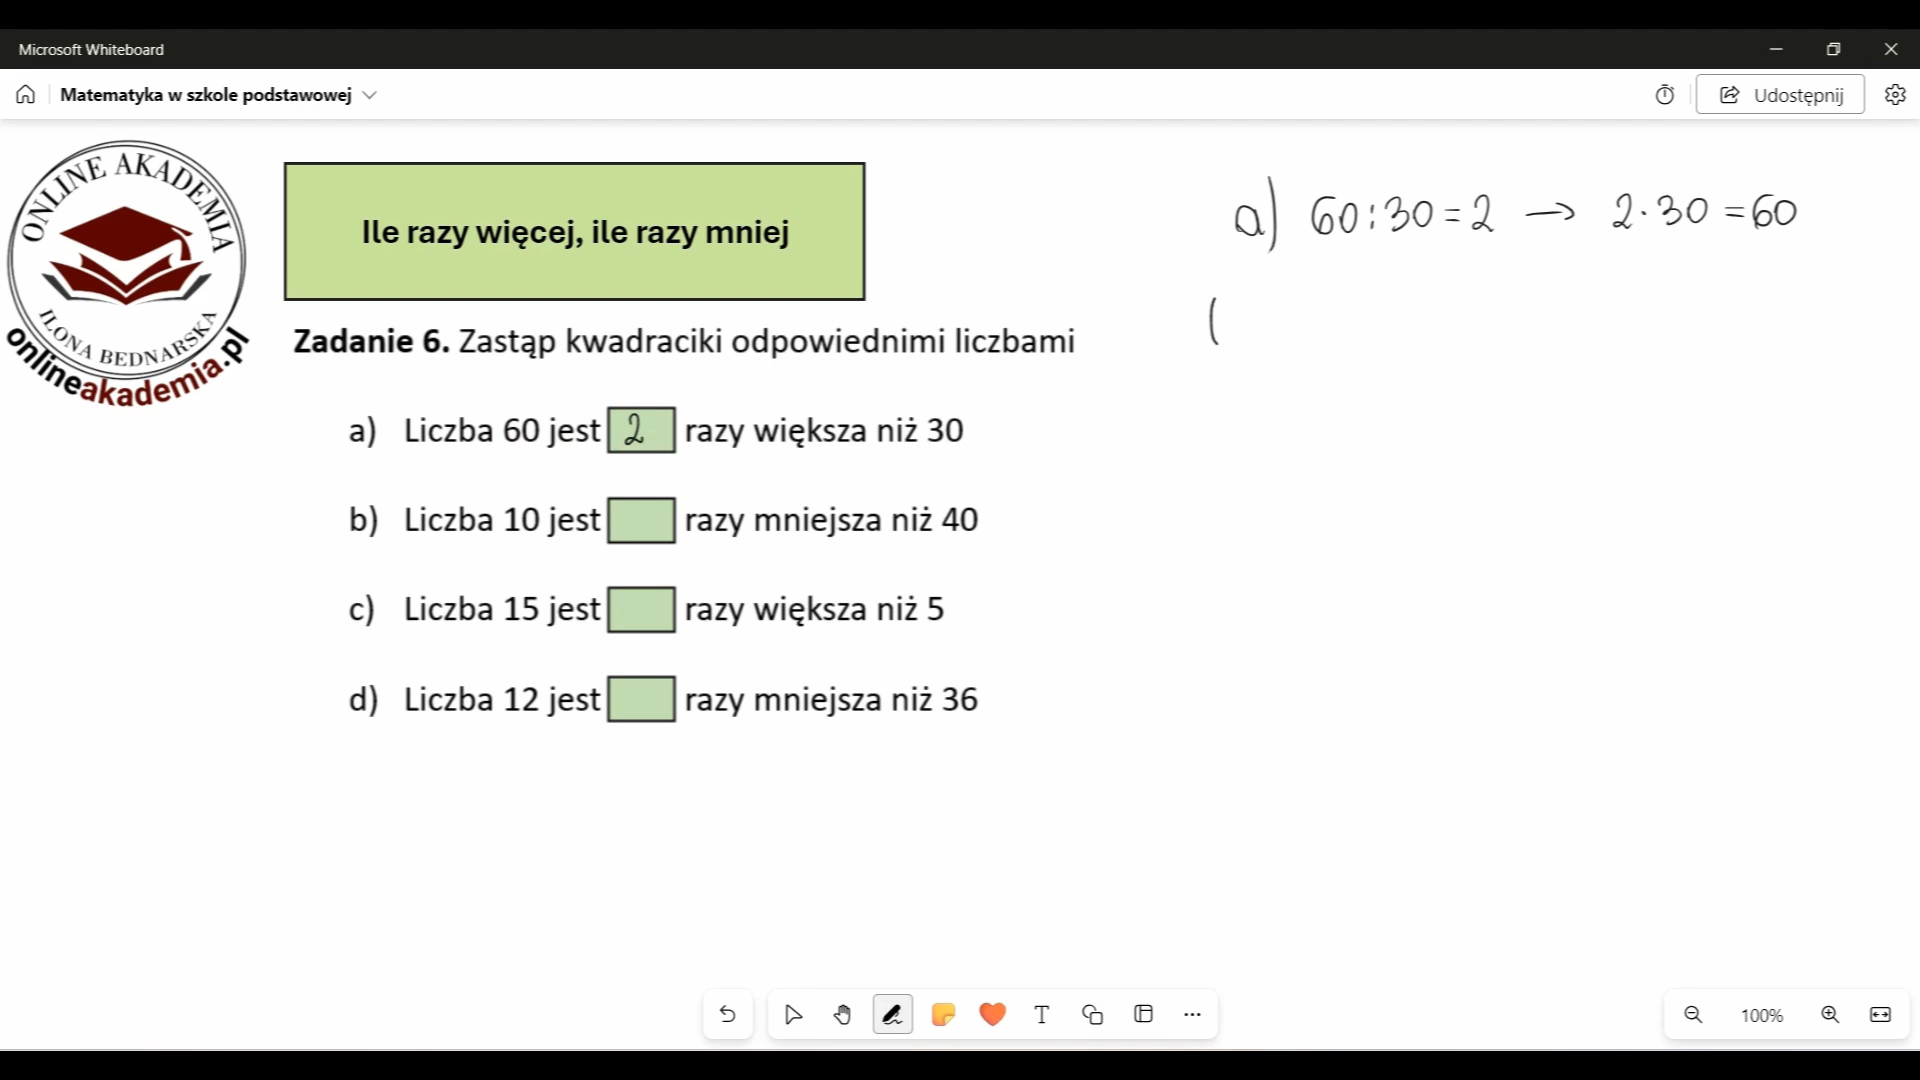 Microsoft Whiteboard
Matematyka w szkole podstawowej
Udostępnij
ONLINE AKADEMIA
ILONA BEDNARSKA
onlineakademia.pl
Ile razy więcej, ile razy mniej
a) 60:30=2 → 2·30=60
(
Zadanie 6. Zastąp kwadraciki odpowiednimi liczbami
a) Liczba 60 jest 2 razy większa niż 30
b) Liczba 10 jest razy mniejsza niż 40
c) Liczba 15 jest razy większa niż 5
d) Liczba 12 jest razy mniejsza niż 36
100%